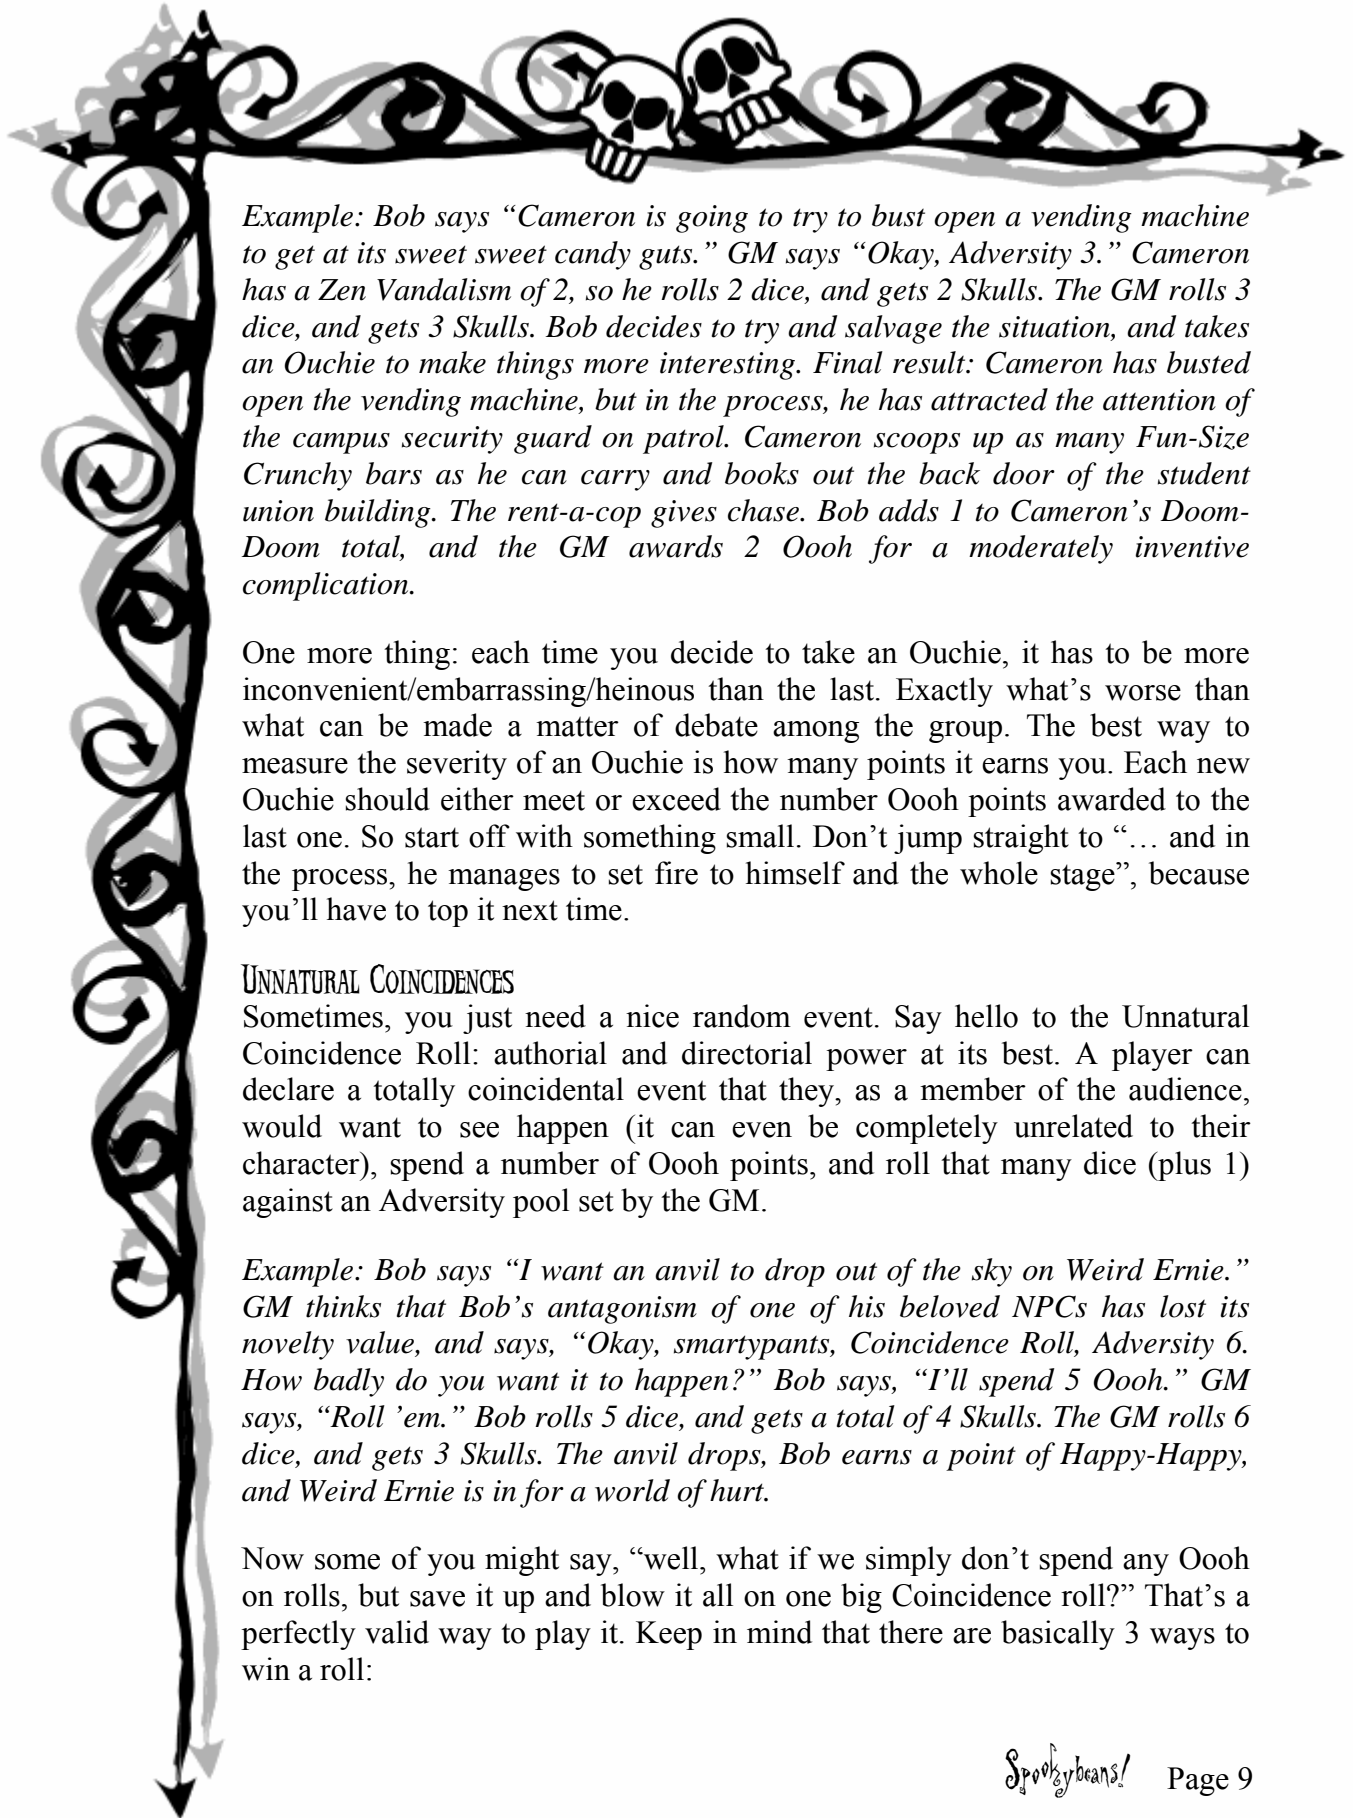 Example: Bob says “Cameron is going to try to bust open a vending machine
to get at its sweet sweet candy guts.” GM says “Okay, Adversity 3.” Cameron
has a Zen Vandalism of 2, so he rolls 2 dice, and gets 2 Skulls. The GM rolls 3
dice, and gets 3 Skulls. Bob decides to try and salvage the situation, and takes
an Ouchie to make things more interesting. Final result: Cameron has busted
open the vending machine, but in the process, he has attracted the attention of
the campus security guard on patrol. Cameron scoops up as many Fun-Size
Crunchy bars as he can carry and books out the back door of the student
union building. The rent-a-cop gives chase. Bob adds 1 to Cameron’s Doom-
Doom total, and the GM awards 2 Oooh for a moderately inventive
complication.
One more thing: each time you decide to take an Ouchie, it has to be more
inconvenient/embarrassing/heinous than the last. Exactly what’s worse than
what can be made a matter of debate among the group. The best way to
measure the severity of an Ouchie is how many points it earns you. Each new
Ouchie should either meet or exceed the number Oooh points awarded to the
last one. So start off with something small. Don’t jump straight to “… and in
the process, he manages to set fire to himself and the whole stage”, because
you’ll have to top it next time.
UNNATURAL COINCIDENCES
Sometimes, you just need a nice random event. Say hello to the Unnatural
Coincidence Roll: authorial and directorial power at its best. A player can
declare a totally coincidental event that they, as a member of the audience,
would want to see happen (it can even be completely unrelated to their
character), spend a number of Oooh points, and roll that many dice (plus 1)
against an Adversity pool set by the GM.
Example: Bob says “I want an anvil to drop out of the sky on Weird Ernie.”
GM thinks that Bob’s antagonism of one of his beloved NPCs has lost its
novelty value, and says, “Okay, smartypants, Coincidence Roll, Adversity 6.
How badly do you want it to happen?” Bob says, “I’ll spend 5 Oooh.” GM
says, “Roll ’em.” Bob rolls 5 dice, and gets a total of 4 Skulls. The GM rolls 6
dice, and gets 3 Skulls. The anvil drops, Bob earns a point of Happy-Happy,
and Weird Ernie is in for a world of hurt.
Now some of you might say, “well, what if we simply don’t spend any Oooh
on rolls, but save it up and blow it all on one big Coincidence roll?” That’s a
perfectly valid way to play it. Keep in mind that there are basically 3 ways to
win a roll:
Spookybeans! Page 9